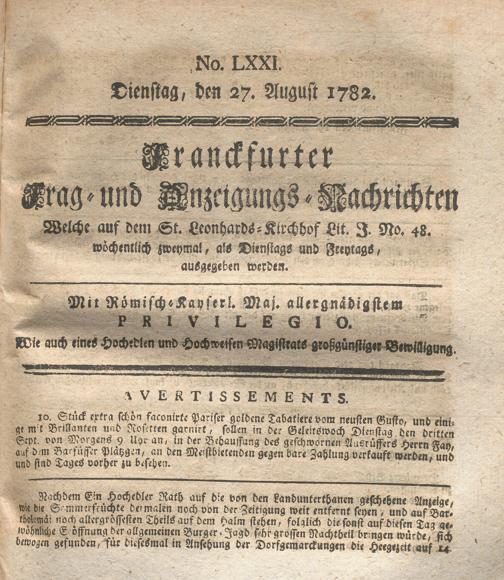 No. LXXI.
Dienstag, den 27. August 1782.
Franckfurter
Frag- und Anzeigungs-Nachrichten
Welche auf dem St. Leonhards-Kirchhof Lit. J. No. 48.
wöchentlich zweymal, als Dienstags und Freytags,
ausgegeben werden.
Mit Römisch-Kayserl. Maj. allergnädigstem
PRIVILEGIO.
Wie auch eines Hochedlen und Hochweisen Magistrats großgünstiger Bewilligung.
AVERTISSEMENTS.
10. Stück extra schön faconirte Pariser goldene Tabatiere vom neusten Gusto, und eini-
ge mit Brillanten und Rosetten garnirt, sollen in der Geleitswoch Dienstag den dritten
Sept. von Morgens 9 Uhr an, in der Behaussung des geschwornen Ausrüffers Herrn Fay,
auf dem Barfüsser Plätzgen, an den Meistbietenden gegen bare Zahlung verkauft werden, und
und sind Tages vorher zu besehen.
Nachdem Ein Hochedler Rath auf die von den Landunterthanen geschehene Anzeige,
wie die Sommerfrüchte dermalen noch von der Zeitigung weit entfernt seyen, und auf Bar-
tholomäi noch allergrössesten Theils auf dem Halm stehen, folglich die sonst auf diesen Tag ge-
wöhnliche Eröffnung der allgemeinen Burger-Jagd sehr grossen Nachtheil bringen würde, sich
bewogen gefunden, für diesesmal in Ansehung der Dorfgemarckungen die Heegezeit auf 14